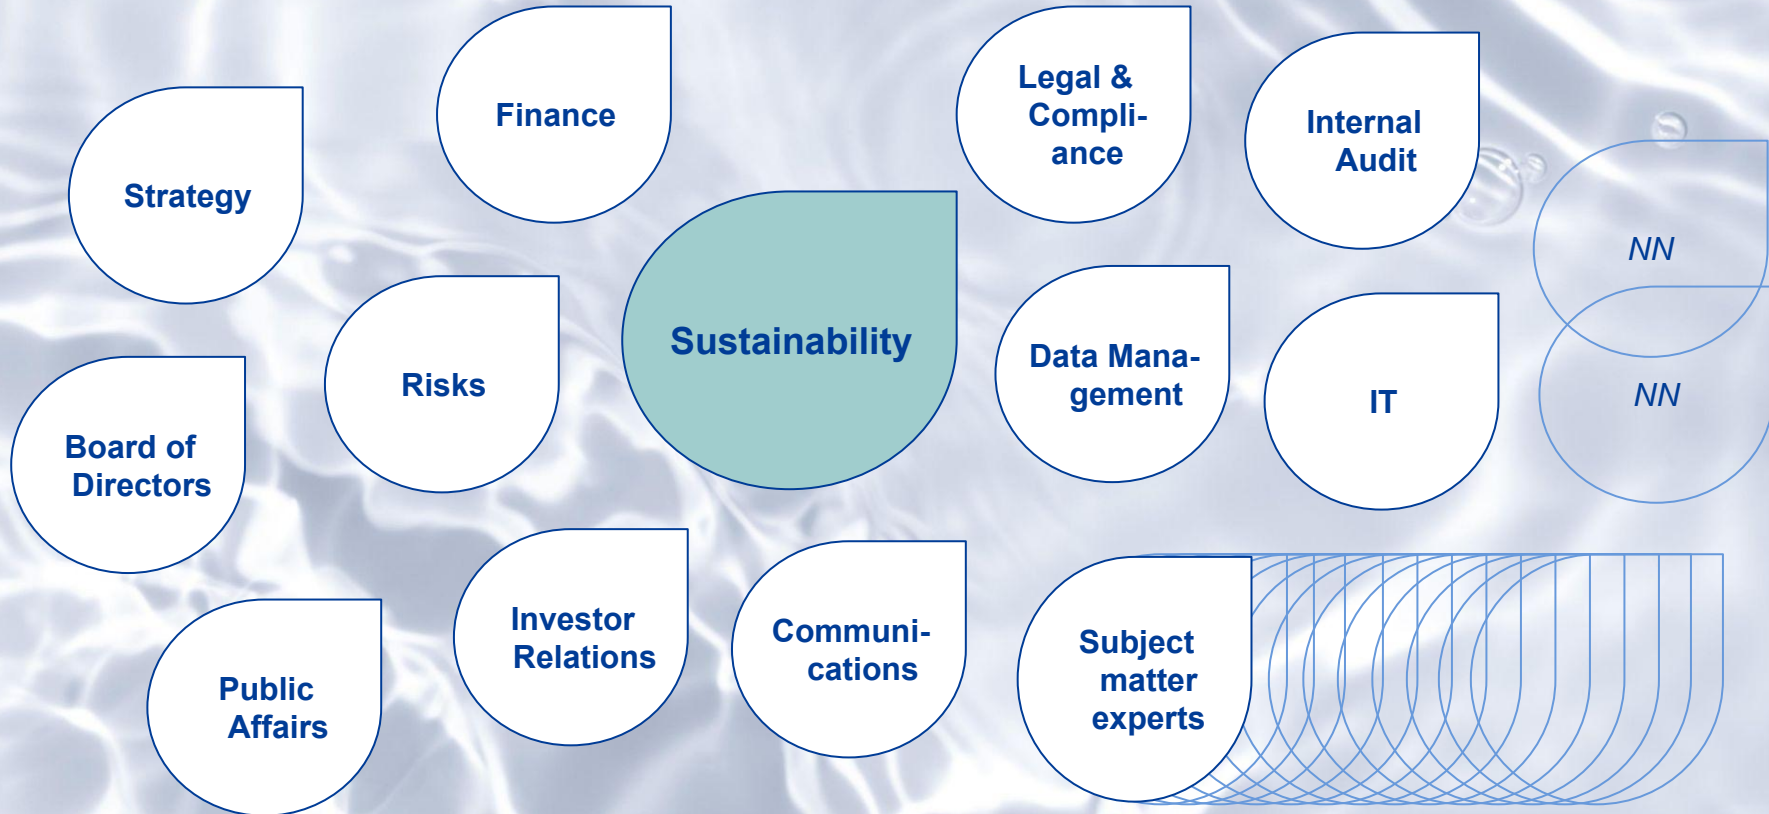 Finance
Legal &
Compli-
ance
Internal
Audit
Strategy
NN
Sustainability
Data Mana-
gement
Risks
IT
NN
Board of
Directors
Investor
Relations
Communi-
cations
Subject
matter
experts
Public
Affairs